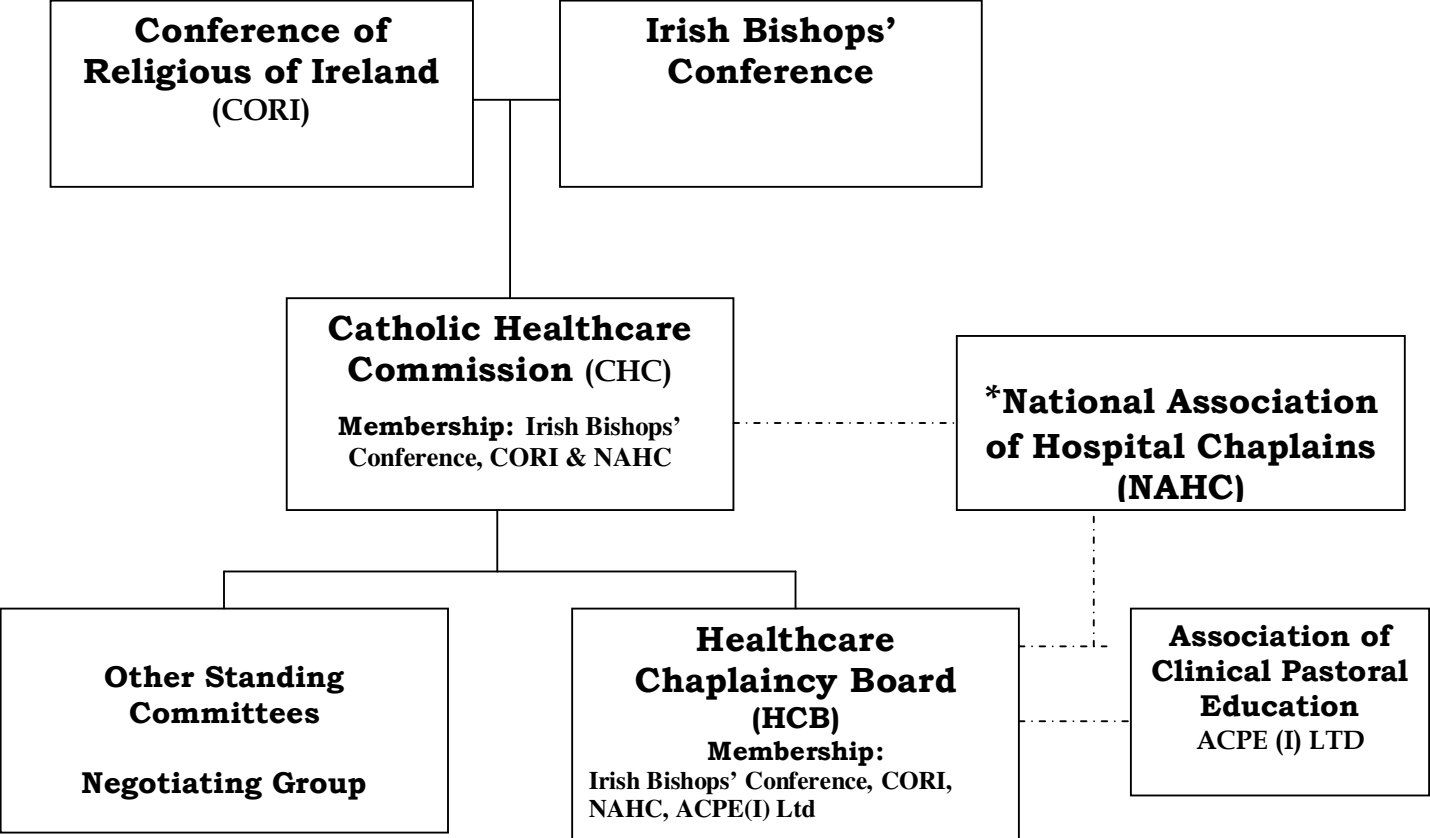 Conference of
Religious of Ireland
(CORI)
Irish Bishops’
Conference
Catholic Healthcare
Commission (CHC)
Membership: Irish Bishops’
Conference, CORI & NAHC
*National Association
of Hospital Chaplains
(NAHC)
Other Standing
Committees
Negotiating Group
Healthcare
Chaplaincy Board
(HCB)
Membership:
Irish Bishops’ Conference, CORI,
NAHC, ACPE(I) Ltd
Association of
Clinical Pastoral
Education
ACPE (I) LTD